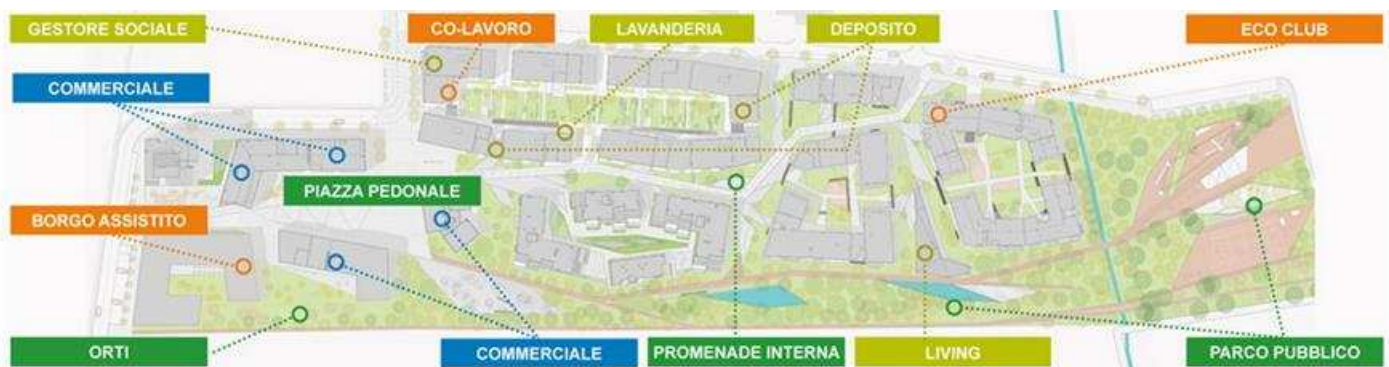 GESTORE SOCIALE
CO-LAVORO
LAVANDERIA
DEPOSITO
ECO CLUB
COMMERCIALE
PIAZZA PEDONALE
BORGO ASSISTITO
ORTI
COMMERCIALE
PROMENADE INTERNA
LIVING
PARCO PUBBLICO